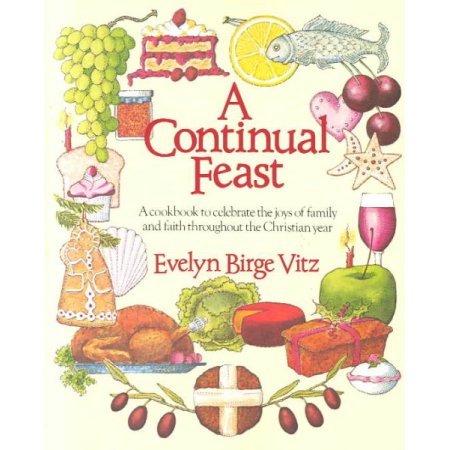 A
Continual
Feast
A cookbook to celebrate the joys of family
and faith throughout the Christian year
Evelyn Birge Vitz